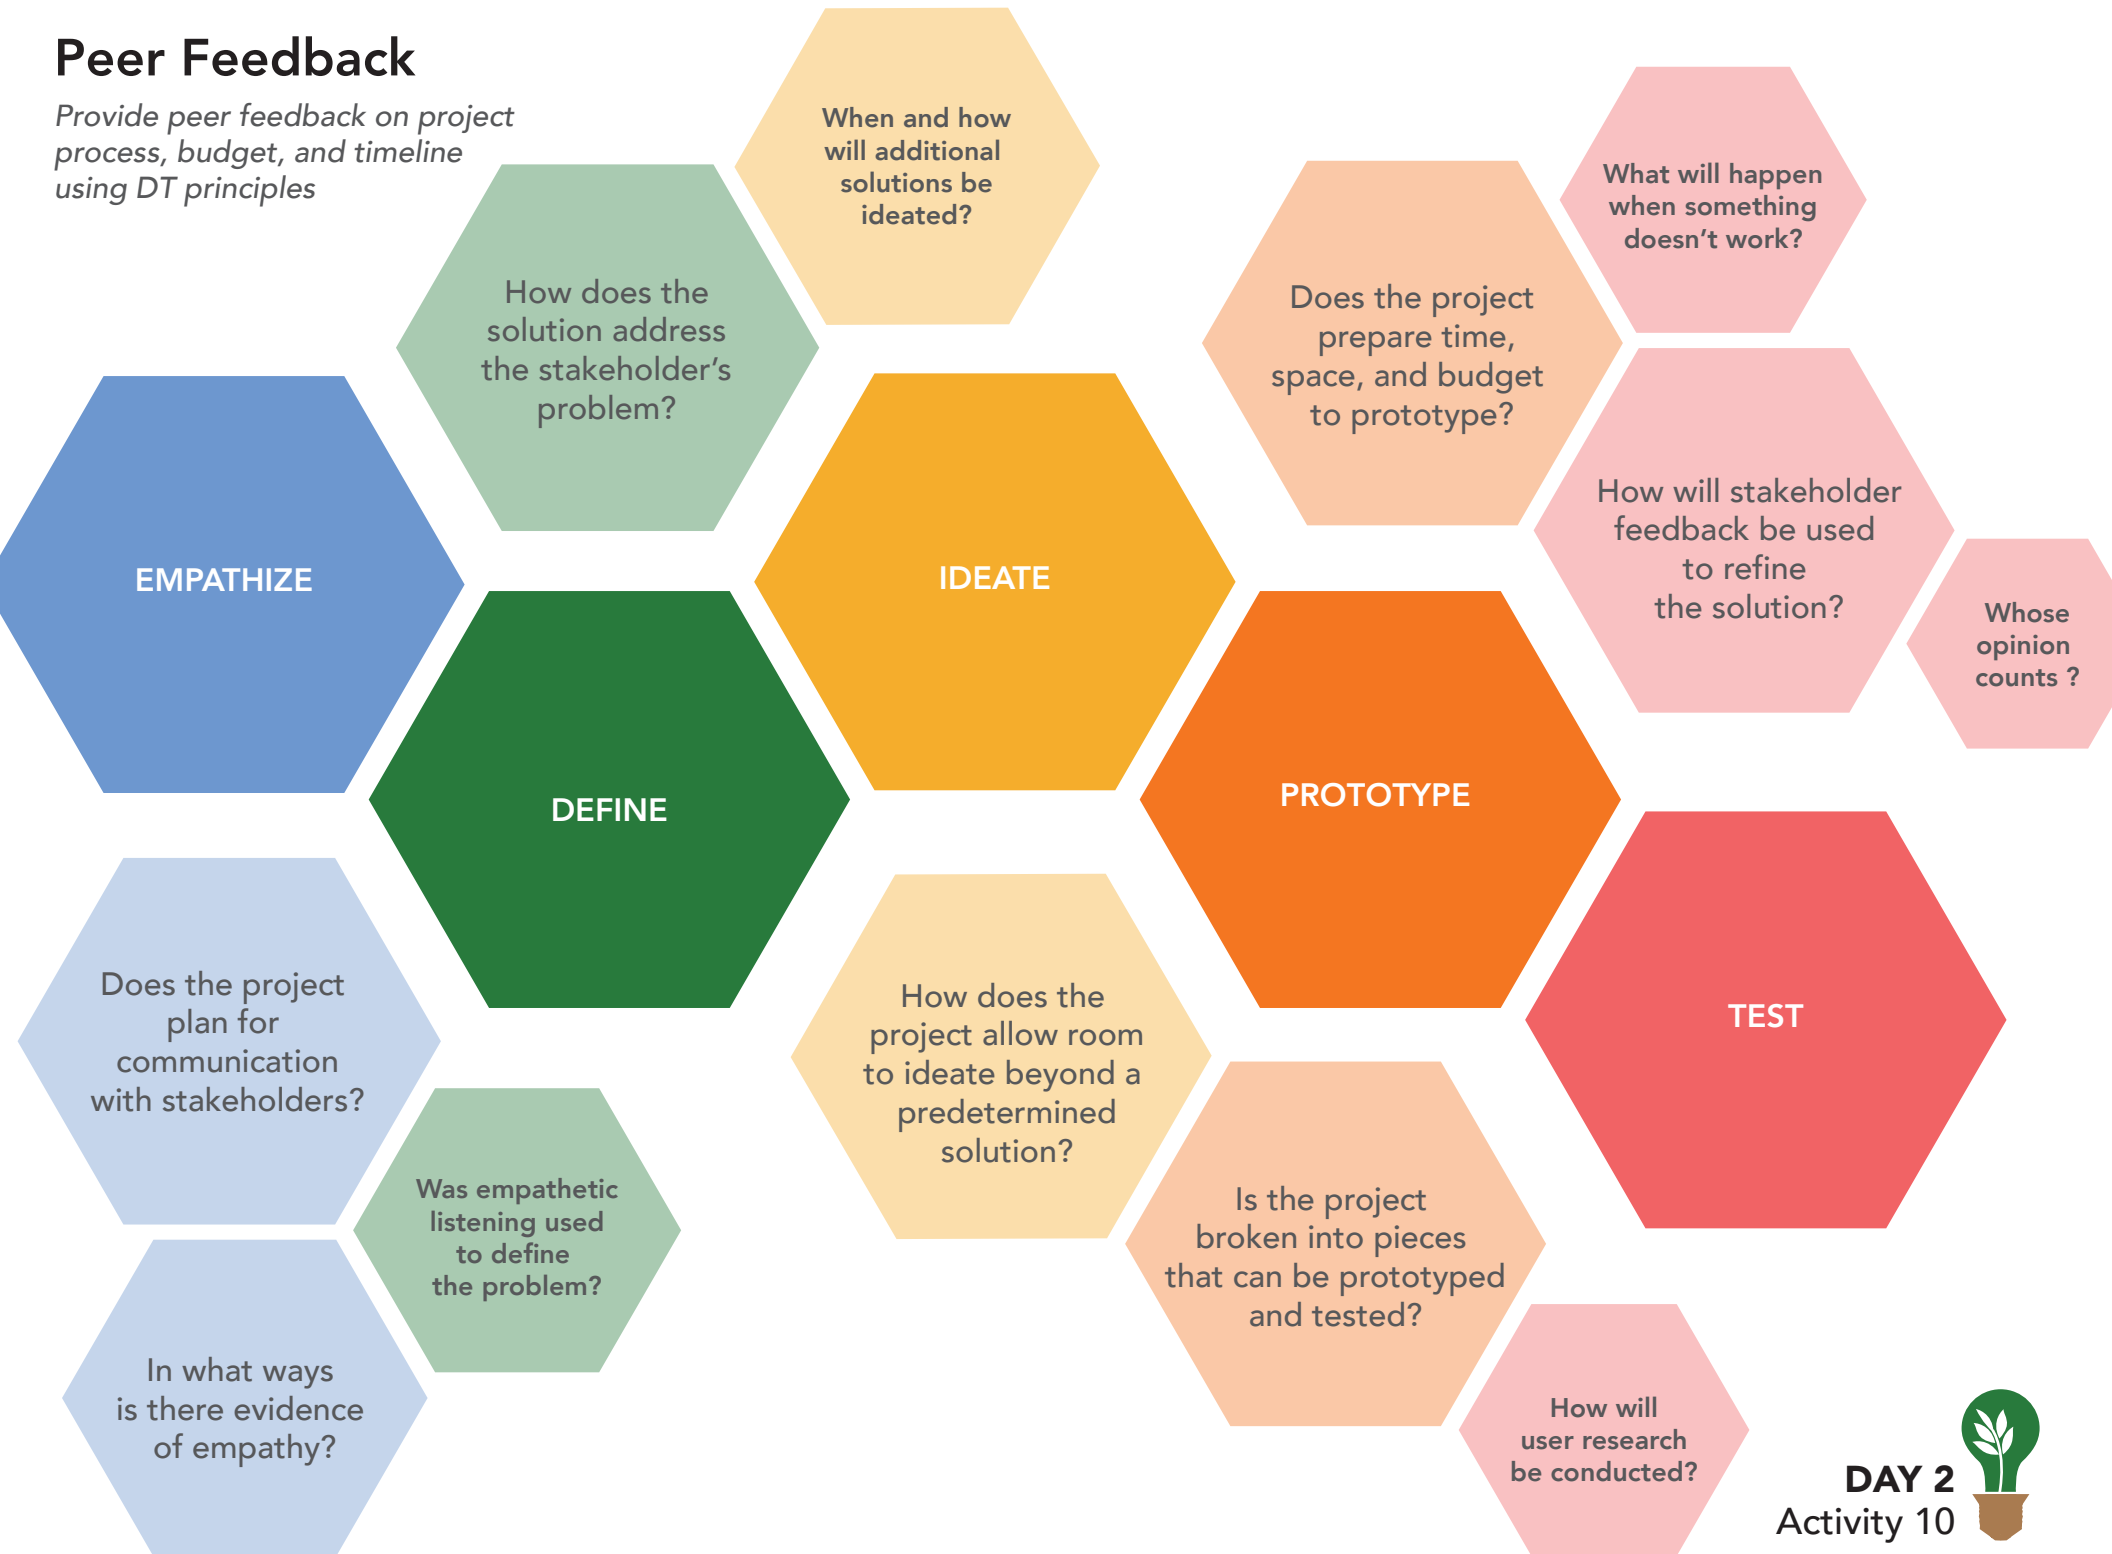 Peer Feedback
Provide peer feedback on project
process, budget, and timeline
using DT principles
When and how
will additional
solutions be
ideated?
What will happen
when something
doesn't work?
How does the
solution address
the stakeholder's
problem?
Does the project
prepare time,
space, and budget
to prototype?
How will stakeholder
feedback be used
to refine
the solution?
Whose
opinion
counts ?
EMPATHIZE
DEFINE
IDEATE
PROTOTYPE
TEST
Does the project
plan for
communication
with stakeholders?
Was empathetic
listening used
to define
the problem?
In what ways
is there evidence
of empathy?
How does the
project allow room
to ideate beyond a
predetermined
solution?
Is the project
broken into pieces
that can be prototyped
and tested?
How will
user research
be conducted?
DAY 2
Activity 10